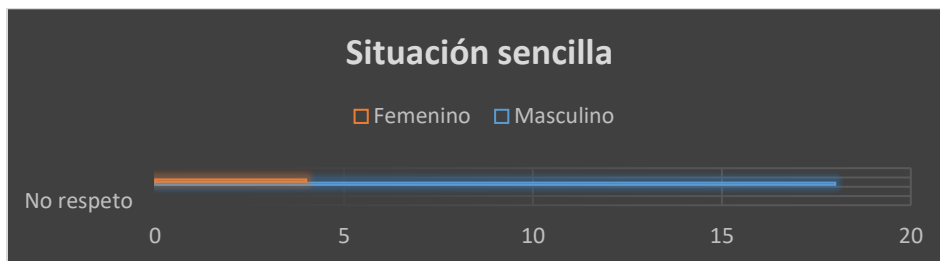 Situación sencilla
Femenino Masculino
No respeto
0 5 10 15 20